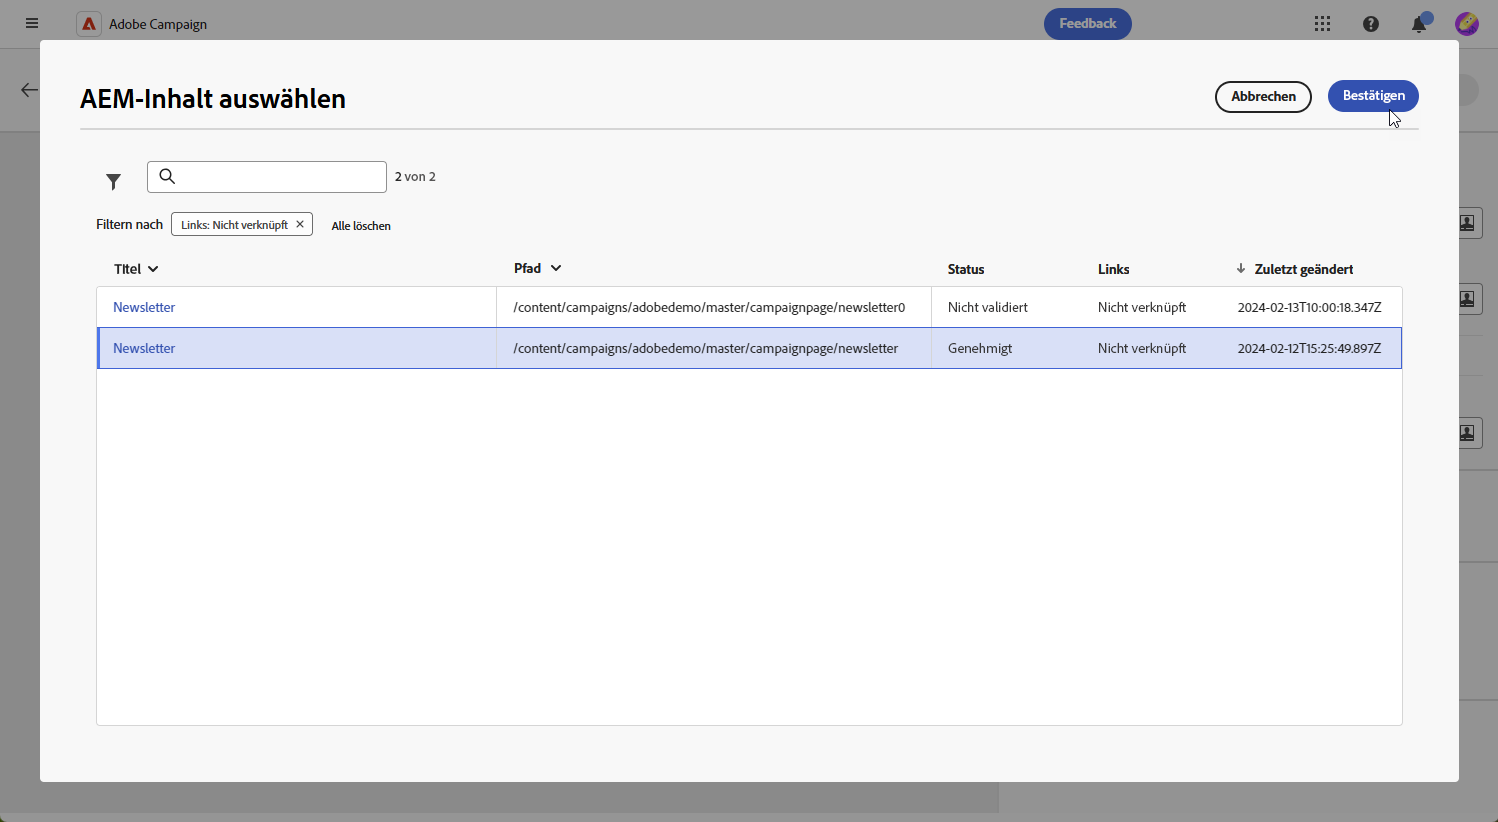 Adobe Campaign
Feedback
AEM-Inhalt auswählen
Abbrechen
Bestätigen
2 von 2
Filtern nach
Links: Nicht verknüpft
Alle löschen
Titel
Pfad
Status
Links
Zuletzt geändert
Newsletter /content/campaigns/adobedemo/master/campaignpage/newsletter0 Nicht validiert Nicht verknüpft 2024-02-13T10:00:18.347Z
Newsletter /content/campaigns/adobedemo/master/campaignpage/newsletter Genehmigt Nicht verknüpft 2024-02-12T15:25:49.897Z